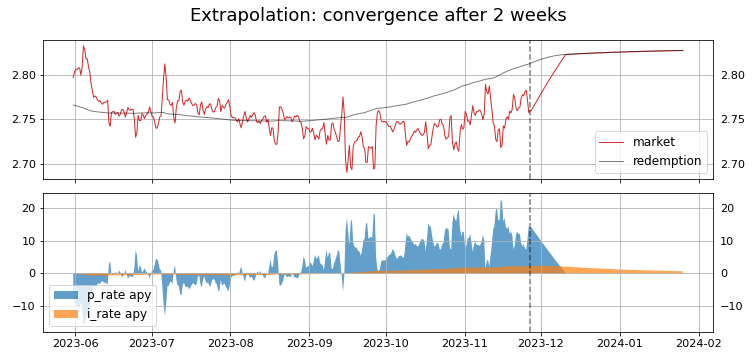 Extrapolation: convergence after 2 weeks
2.80
2.75
2.70
2.80
2.75
2.70
market
redemption
20
10
0
−10
20
10
0
−10
p_rate apy
i_rate apy
2023-06 2023-07 2023-08 2023-09 2023-10 2023-11 2023-12 2024-01 2024-02